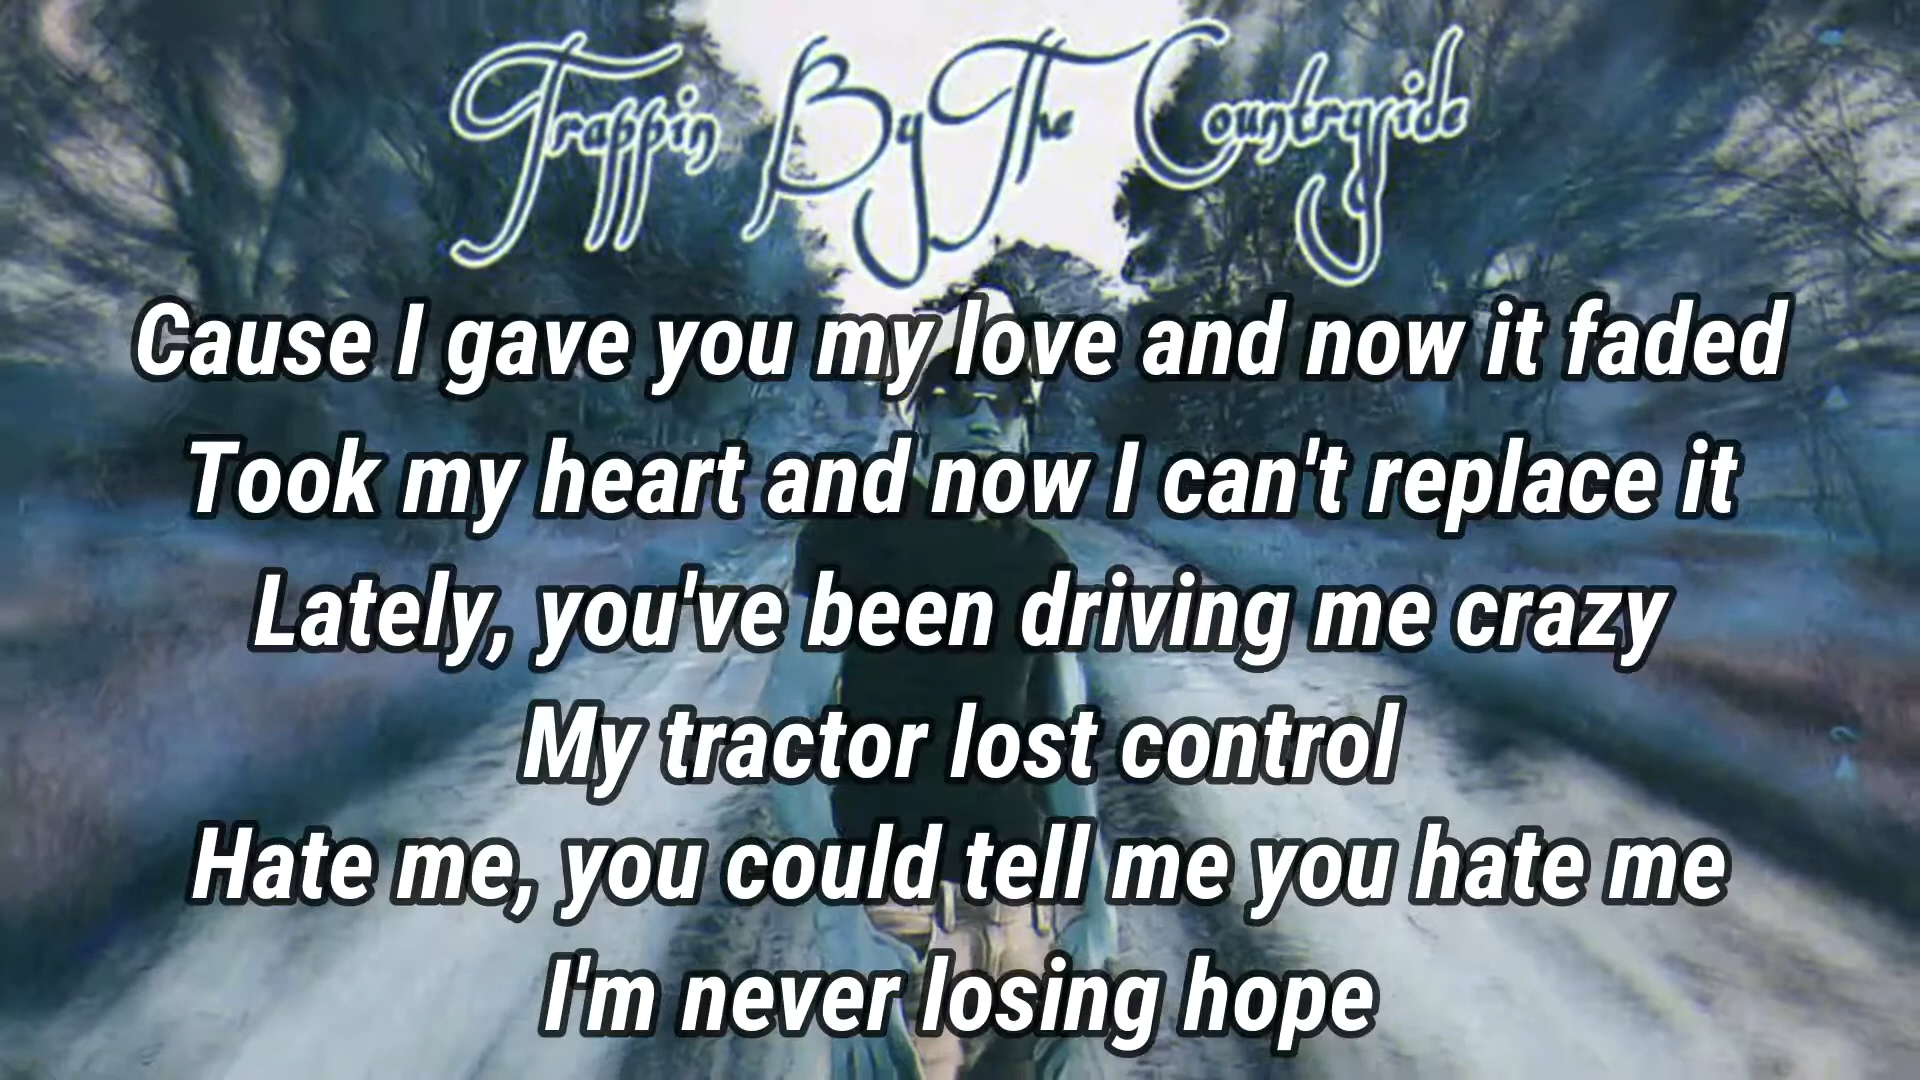 Trappin By The Countryside
Cause I gave you my love and now it faded
Took my heart and now I can't replace it
Lately, you've been driving me crazy
My tractor lost control
Hate me, you could tell me you hate me
I'm never losing hope